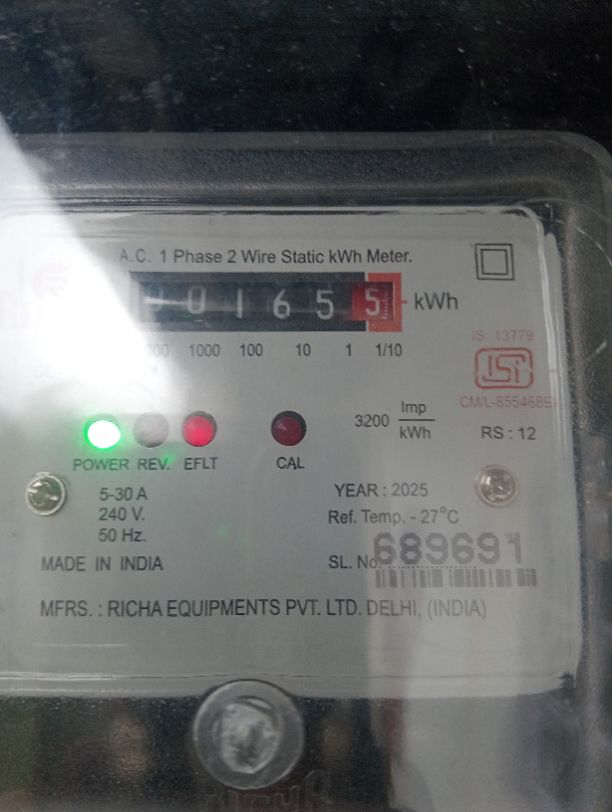 A.C. 1 Phase 2 Wire Static kWh Meter.
001655 kWh
1000 100 10 1 1/10
IS: 13779
ISI
CM/L-8554689
3200 Imp/kWh
RS : 12
POWER REV. EFLT CAL
5-30 A
240 V.
50 Hz.
YEAR : 2025
Ref. Temp. - 27°C
MADE IN INDIA
SL. No. 689691
MFRS. : RICHA EQUIPMENTS PVT. LTD. DELHI, (INDIA)